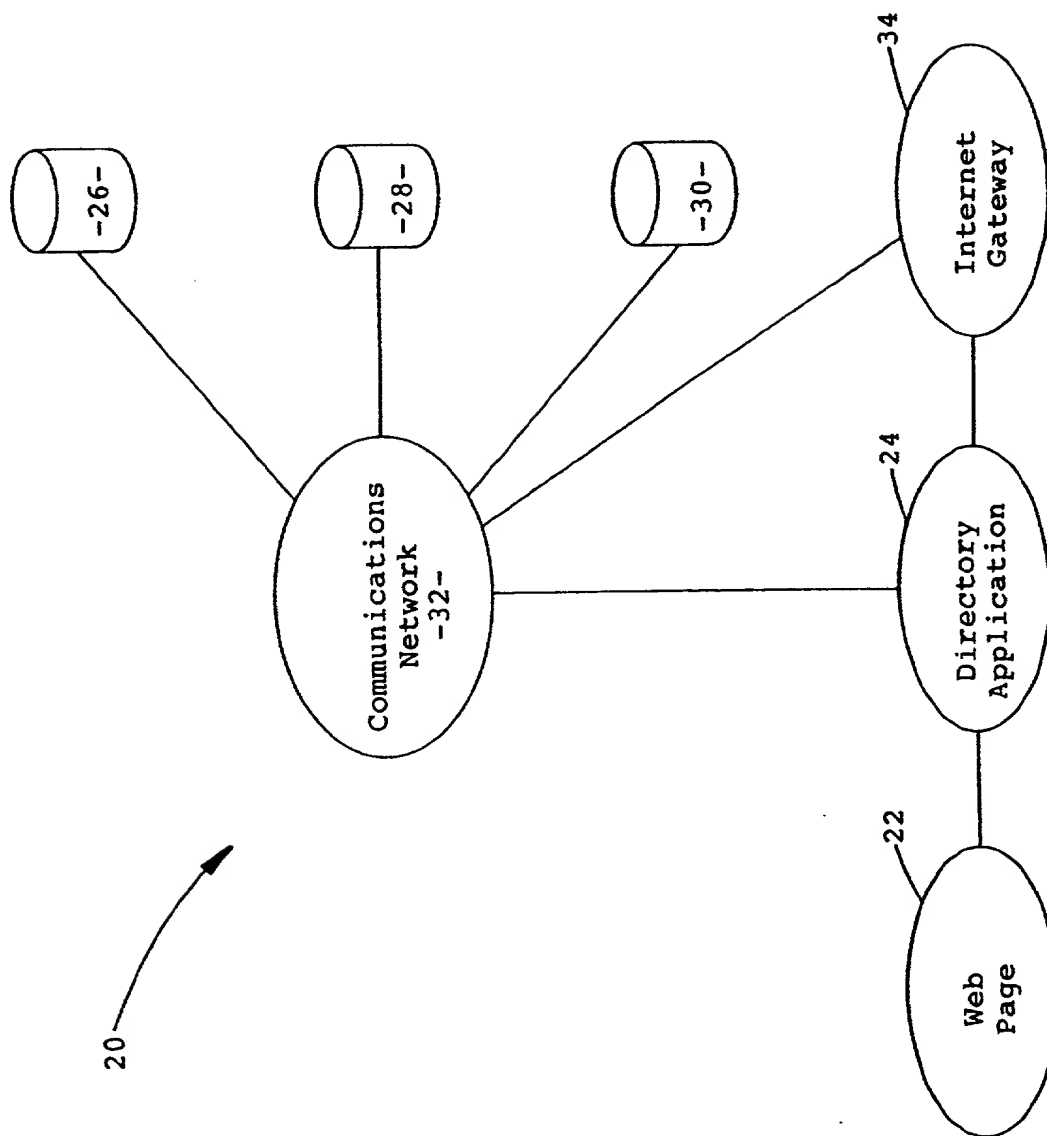 20
Communications
Network
-32-
-26-
-28-
-30-
22
Web
Page
24
Directory
Application
34
Internet
Gateway